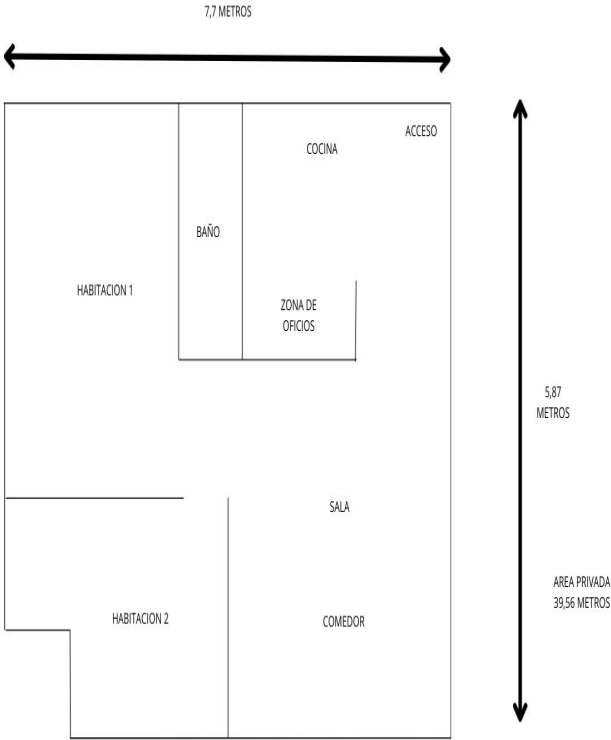 7,7 METROS
ACCESO
COCINA
BAÑO
HABITACION 1
ZONA DE
OFICIOS
5,87
METROS
SALA
AREA PRIVADA
39,56 METROS
HABITACION 2
COMEDOR